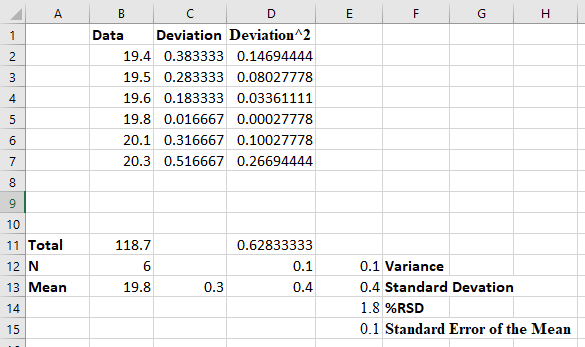 A B C D E F G H
1 Data Deviation Deviation^2
2 19.4 0.383333 0.14694444
3 19.5 0.283333 0.08027778
4 19.6 0.183333 0.03361111
5 19.8 0.016667 0.00027778
6 20.1 0.316667 0.10027778
7 20.3 0.516667 0.26694444
8
9
10
11 Total 118.7 0.62833333
12 N 6 0.1 0.1 Variance
13 Mean 19.8 0.3 0.4 0.4 Standard Devation
14 1.8 %RSD
15 0.1 Standard Error of the Mean